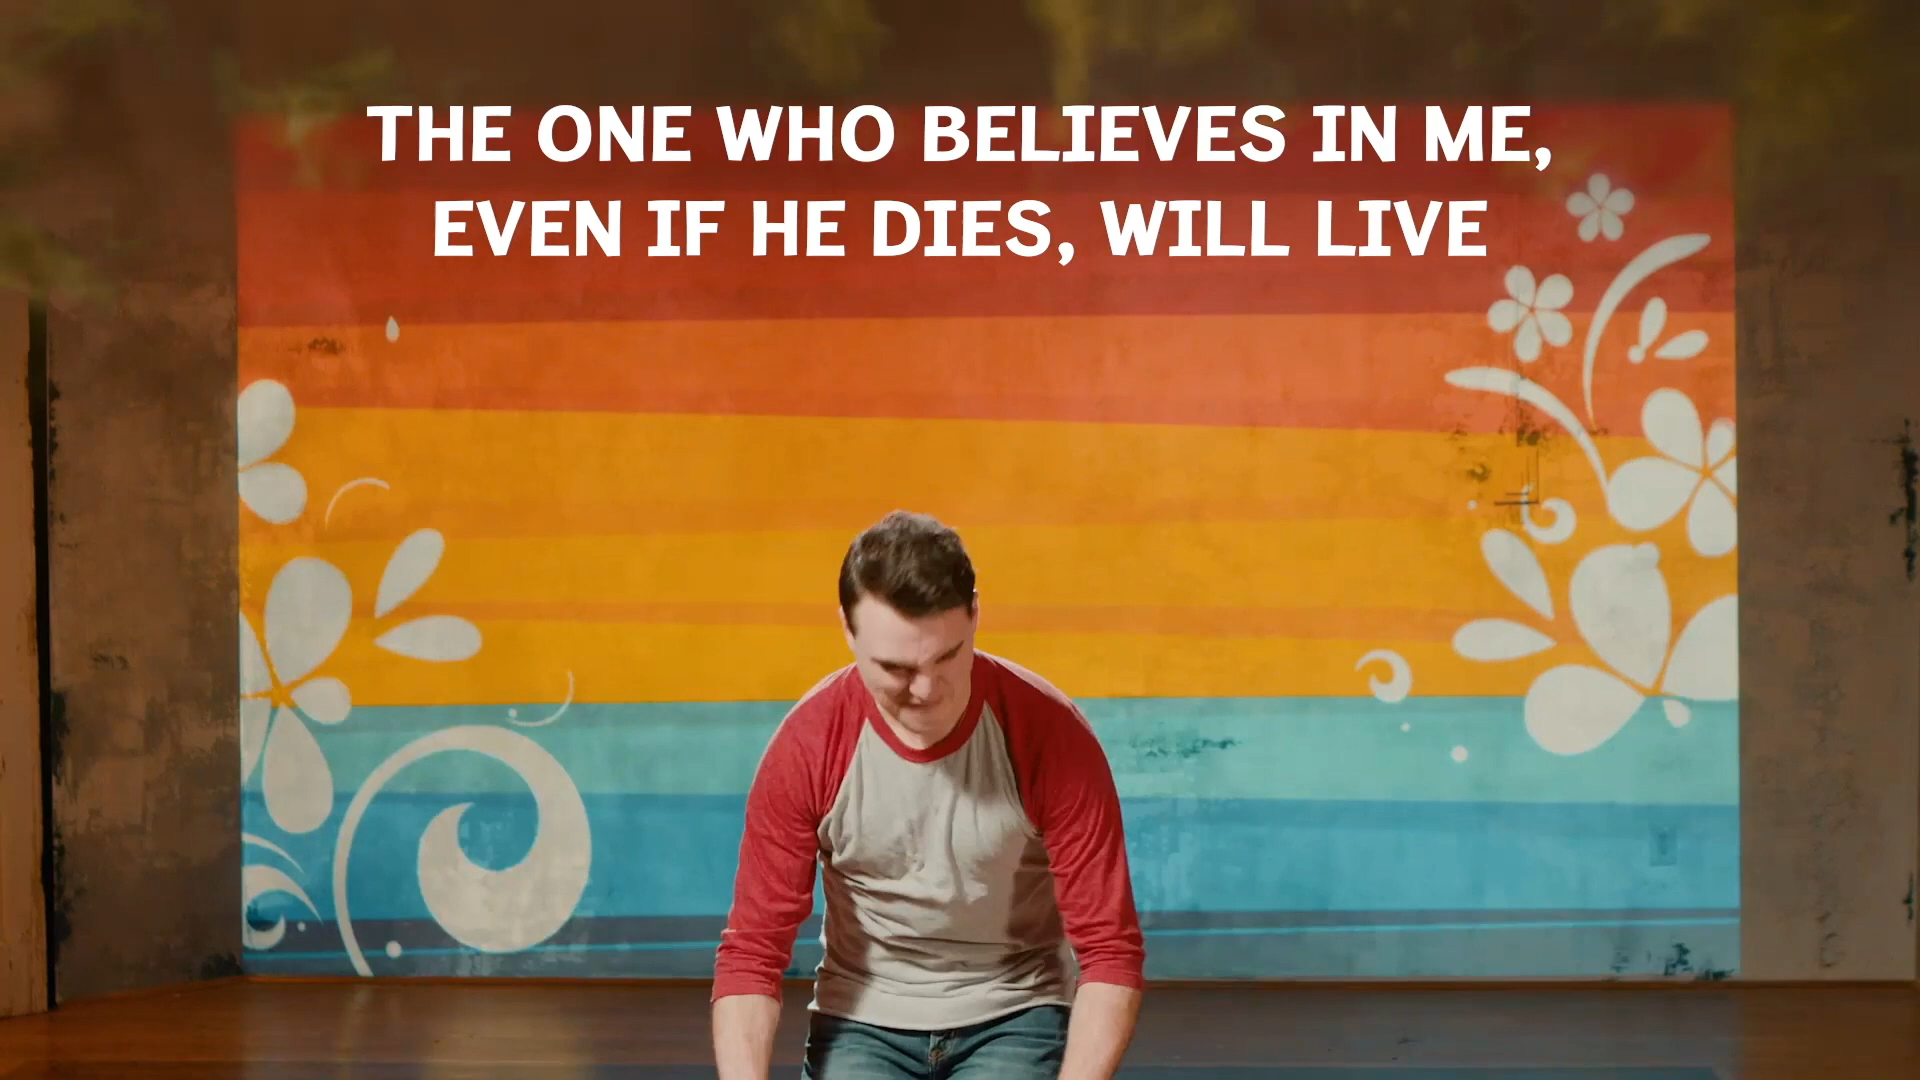 THE ONE WHO BELIEVES IN ME,
EVEN IF HE DIES, WILL LIVE